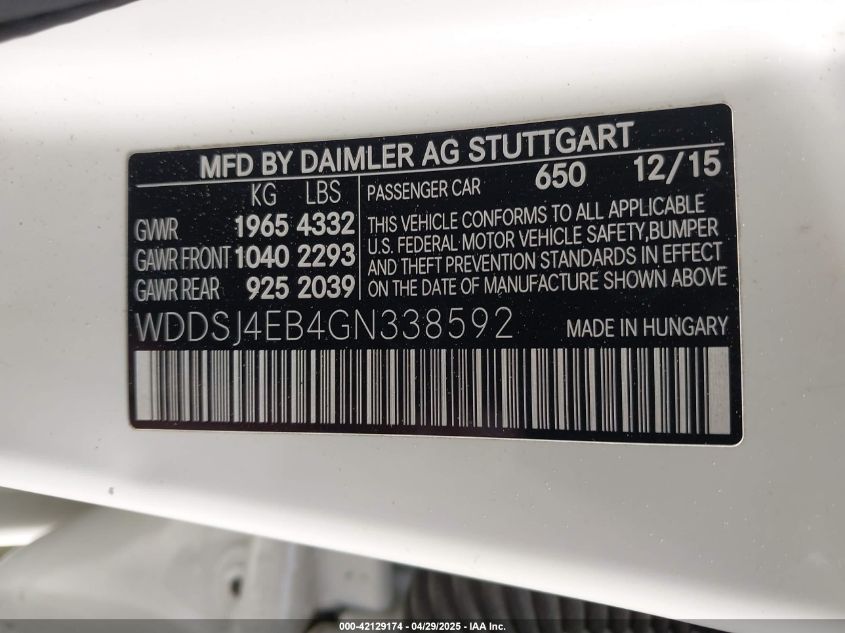 MFD BY DAIMLER AG STUTTGART
KG LBS
GVWR 1965 4332
GAWR FRONT 1040 2293
GAWR REAR 925 2039
PASSENGER CAR 650 12/15
THIS VEHICLE CONFORMS TO ALL APPLICABLE
U.S. FEDERAL MOTOR VEHICLE SAFETY,BUMPER
AND THEFT PREVENTION STANDARDS IN EFFECT
ON THE DATE OF MANUFACTURE SHOWN ABOVE
WDDSJ4EB4GN338592 MADE IN HUNGARY
000-42129174 - 04/29/2025 - IAA Inc.